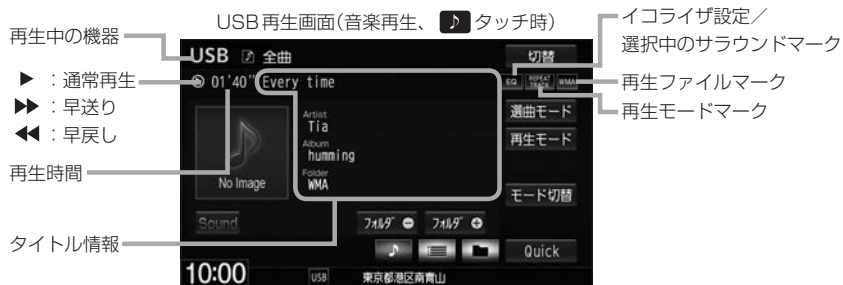 USB再生画面(音楽再生、♪タッチ時)
再生中の機器
▶ :通常再生
▶▶ :早送り
◀◀ :早戻し
再生時間
タイトル情報
USB ♪ 全曲
切替
01'40" Every time
EQ REPEAT TRACK WMA
Artist
Tia
Album
humming
Folder
WMA
No Image
選曲モード
再生モード
モード切替
Sound
フォルダ ⊖ フォルダ ⊕
♪
Quick
10:00 USB 東京都港区南青山
イコライザ設定/
選択中のサラウンドマーク
再生ファイルマーク
再生モードマーク